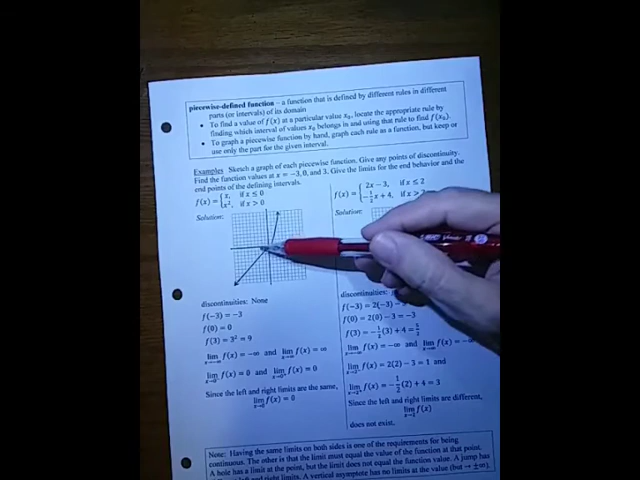 piecewise-defined function – a function that is defined by different rules in different
parts (or intervals) of its domain
• To find a value of f(x) at a particular value x₀, locate the appropriate rule by
finding which interval of values x₀ belongs in and using that rule to find f(x₀).
• To graph a piecewise function by hand, graph each rule as a function, but keep or
use only the part for the given interval.
Examples Sketch a graph of each piecewise function. Give any points of discontinuity.
Find the function values at x = −3, 0, and 3. Give the limits for the end behavior and the
end points of the defining intervals.
f(x) = { x, if x ≤ 0
x², if x > 0
Solution:
discontinuities: None
f(−3) = −3
f(0) = 0
f(3) = 3² = 9
lim x→−∞ f(x) = −∞ and lim x→∞ f(x) = ∞
lim x→0⁻ f(x) = 0 and lim x→0⁺ f(x) = 0
Since the left and right limits are the same,
lim x→0 f(x) = 0
f(x) = { 2x − 3, if x ≤ 2
−½x + 4, if x >
Solution:
discontinuities:
f(−3) = 2(−3) −
f(0) = 2(0) − 3 = −3
f(3) = −½(3) + 4 = 5/2
lim x→−∞ f(x) = −∞ and lim x→∞ f(x) = −∞
lim x→2⁻ f(x) = 2(2) − 3 = 1 and
lim x→2⁺ f(x) = −½(2) + 4 = 3
Since the left and right limits are different,
lim x→2 f(x)
does not exist.
Note: Having the same limits on both sides is one of the requirements for being
continuous. The other is that the limit must equal the value of the function at that point.
A hole has a limit at the point, but the limit does not equal the function value. A jump has
A vertical asymptote has no limits at the value (but → ±∞).